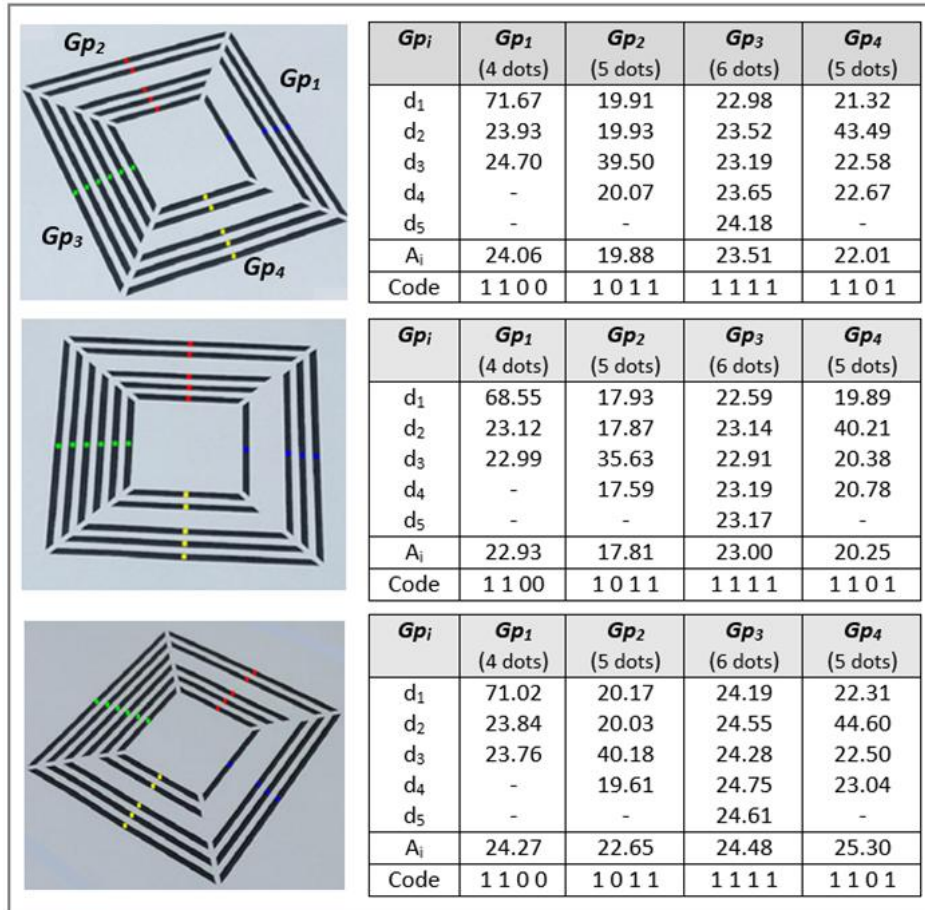 Gp2
Gp1
Gp3
Gp4
Gpi Gp1 Gp2 Gp3 Gp4
(4 dots) (5 dots) (6 dots) (5 dots)
d1 71.67 19.91 22.98 21.32
d2 23.93 19.93 23.52 43.49
d3 24.70 39.50 23.19 22.58
d4 - 20.07 23.65 22.67
d5 - - 24.18 -
Ai 24.06 19.88 23.51 22.01
Code 1 1 0 0 1 0 1 1 1 1 1 1 1 1 0 1
Gpi Gp1 Gp2 Gp3 Gp4
(4 dots) (5 dots) (6 dots) (5 dots)
d1 68.55 17.93 22.59 19.89
d2 23.12 17.87 23.14 40.21
d3 22.99 35.63 22.91 20.38
d4 - 17.59 23.19 20.78
d5 - - 23.17 -
Ai 22.93 17.81 23.00 20.25
Code 1 1 00 1 0 1 1 1 1 1 1 1 1 0 1
Gpi Gp1 Gp2 Gp3 Gp4
(4 dots) (5 dots) (6 dots) (5 dots)
d1 71.02 20.17 24.19 22.31
d2 23.84 20.03 24.55 44.60
d3 23.76 40.18 24.28 22.50
d4 - 19.61 24.75 23.04
d5 - - 24.61 -
Ai 24.27 22.65 24.48 25.30
Code 1 1 0 0 1 0 1 1 1 1 1 1 1 1 0 1